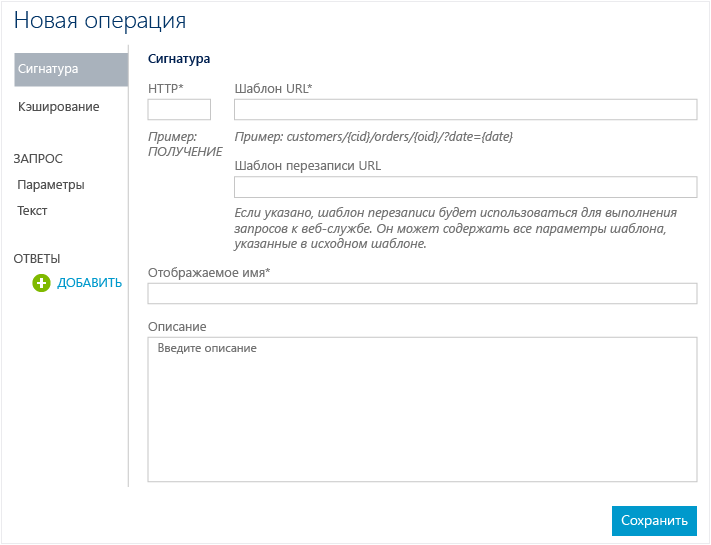 Новая операция
Сигнатура
Кэширование
ЗАПРОС
Параметры
Текст
ОТВЕТЫ
ДОБАВИТЬ
Сигнатура
HTTP*
Шаблон URL*
Пример:
ПОЛУЧЕНИЕ
Пример: customers/{cid}/orders/{oid}/?date={date}
Шаблон перезаписи URL
Если указано, шаблон перезаписи будет использоваться для выполнения
запросов к веб-службе. Он может содержать все параметры шаблона,
указанные в исходном шаблоне.
Отображаемое имя*
Описание
Введите описание
Сохранить